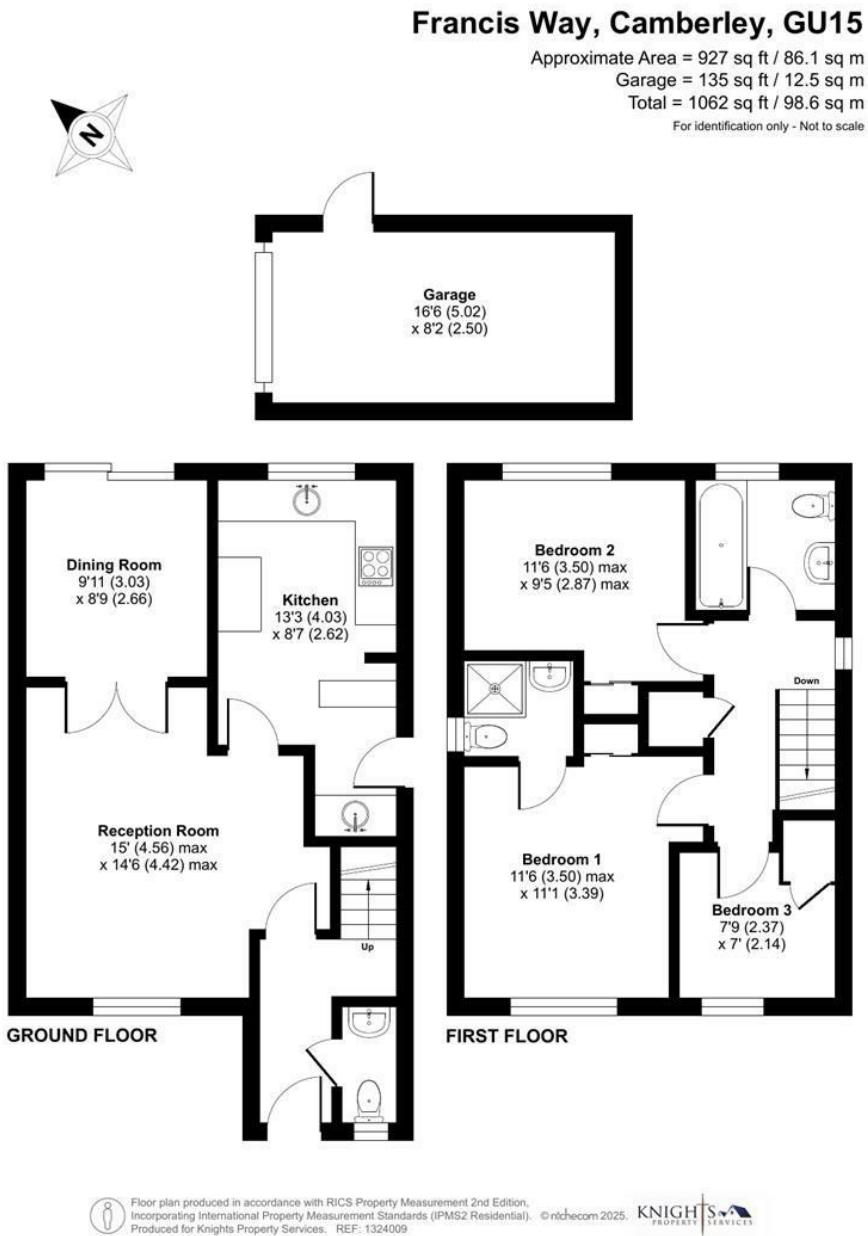 Francis Way, Camberley, GU15
Approximate Area = 927 sq ft / 86.1 sq m
Garage = 135 sq ft / 12.5 sq m
Total = 1062 sq ft / 98.6 sq m
For identification only - Not to scale
N
Garage
16'6 (5.02)
x 8'2 (2.50)
Dining Room
9'11 (3.03)
x 8'9 (2.66)
Kitchen
13'3 (4.03)
x 8'7 (2.62)
Reception Room
15' (4.56) max
x 14'6 (4.42) max
Up
GROUND FLOOR
Bedroom 2
11'6 (3.50) max
x 9'5 (2.87) max
Down
Bedroom 1
11'6 (3.50) max
x 11'1 (3.39)
Bedroom 3
7'9 (2.37)
x 7' (2.14)
FIRST FLOOR
Floor plan produced in accordance with RICS Property Measurement 2nd Edition,
Incorporating International Property Measurement Standards (IPMS2 Residential). ©nichecom 2025.
Produced for Knights Property Services. REF: 1324009
KNIGHTS
PROPERTY SERVICES